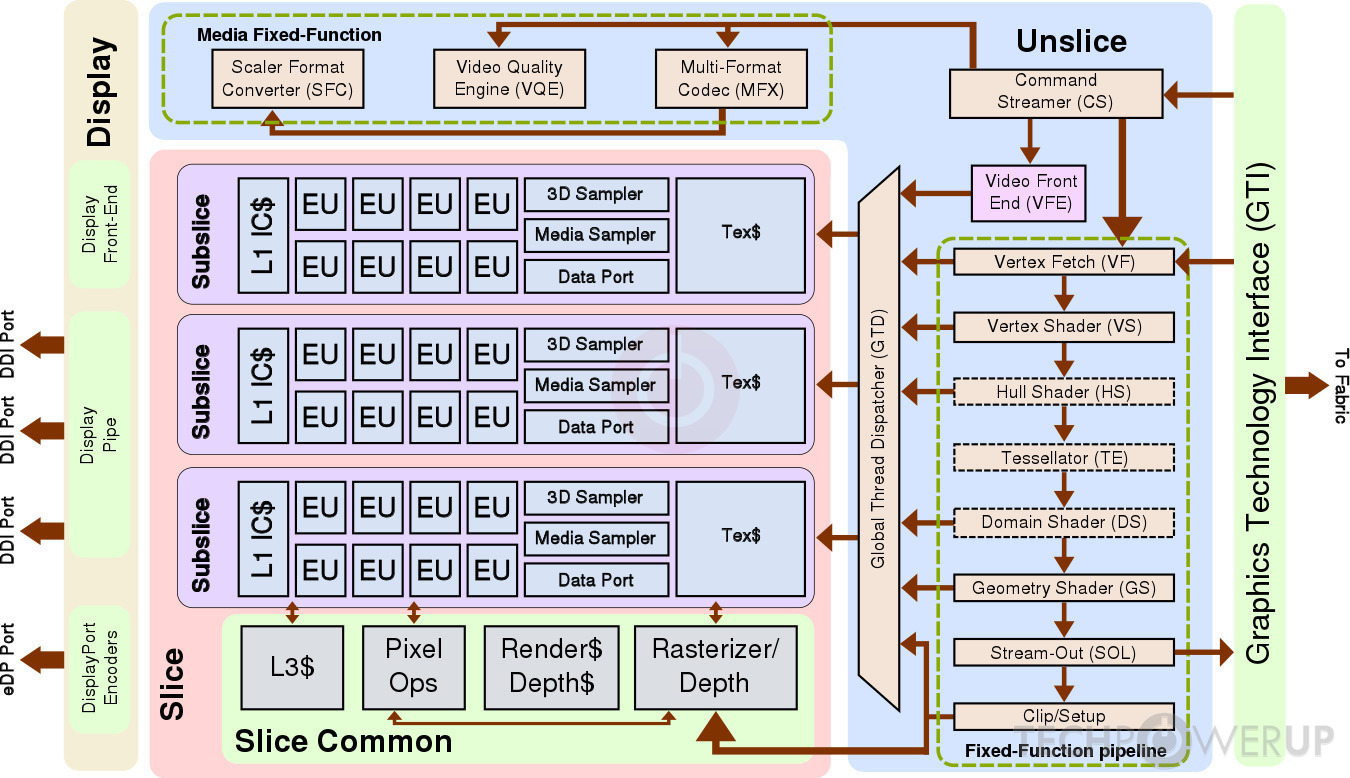 Display
Display
Front-End
Display
Pipe
DisplayPort
Encoders
DDI Port
DDI Port
DDI Port
eDP Port
Media Fixed-Function
Scaler Format
Converter (SFC)
Video Quality
Engine (VQE)
Multi-Format
Codec (MFX)
Unslice
Command
Streamer (CS)
Video Front
End (VFE)
Subslice
L1 IC$
EU
EU
EU
EU
EU
EU
EU
EU
3D Sampler
Media Sampler
Data Port
Tex$
Subslice
L1 IC$
EU
EU
EU
EU
EU
EU
EU
EU
3D Sampler
Media Sampler
Data Port
Tex$
Subslice
L1 IC$
EU
EU
EU
EU
EU
EU
EU
EU
3D Sampler
Media Sampler
Data Port
Tex$
Slice
L3$
Pixel
Ops
Render$
Depth$
Rasterizer/
Depth
Slice Common
Global Thread Dispatcher (GTD)
Vertex Fetch (VF)
Vertex Shader (VS)
Hull Shader (HS)
Tessellator (TE)
Domain Shader (DS)
Geometry Shader (GS)
Stream-Out (SOL)
Clip/Setup
Fixed-Function pipeline
Graphics Technology Interface (GTI)
To Fabric
TECHPOWERUP